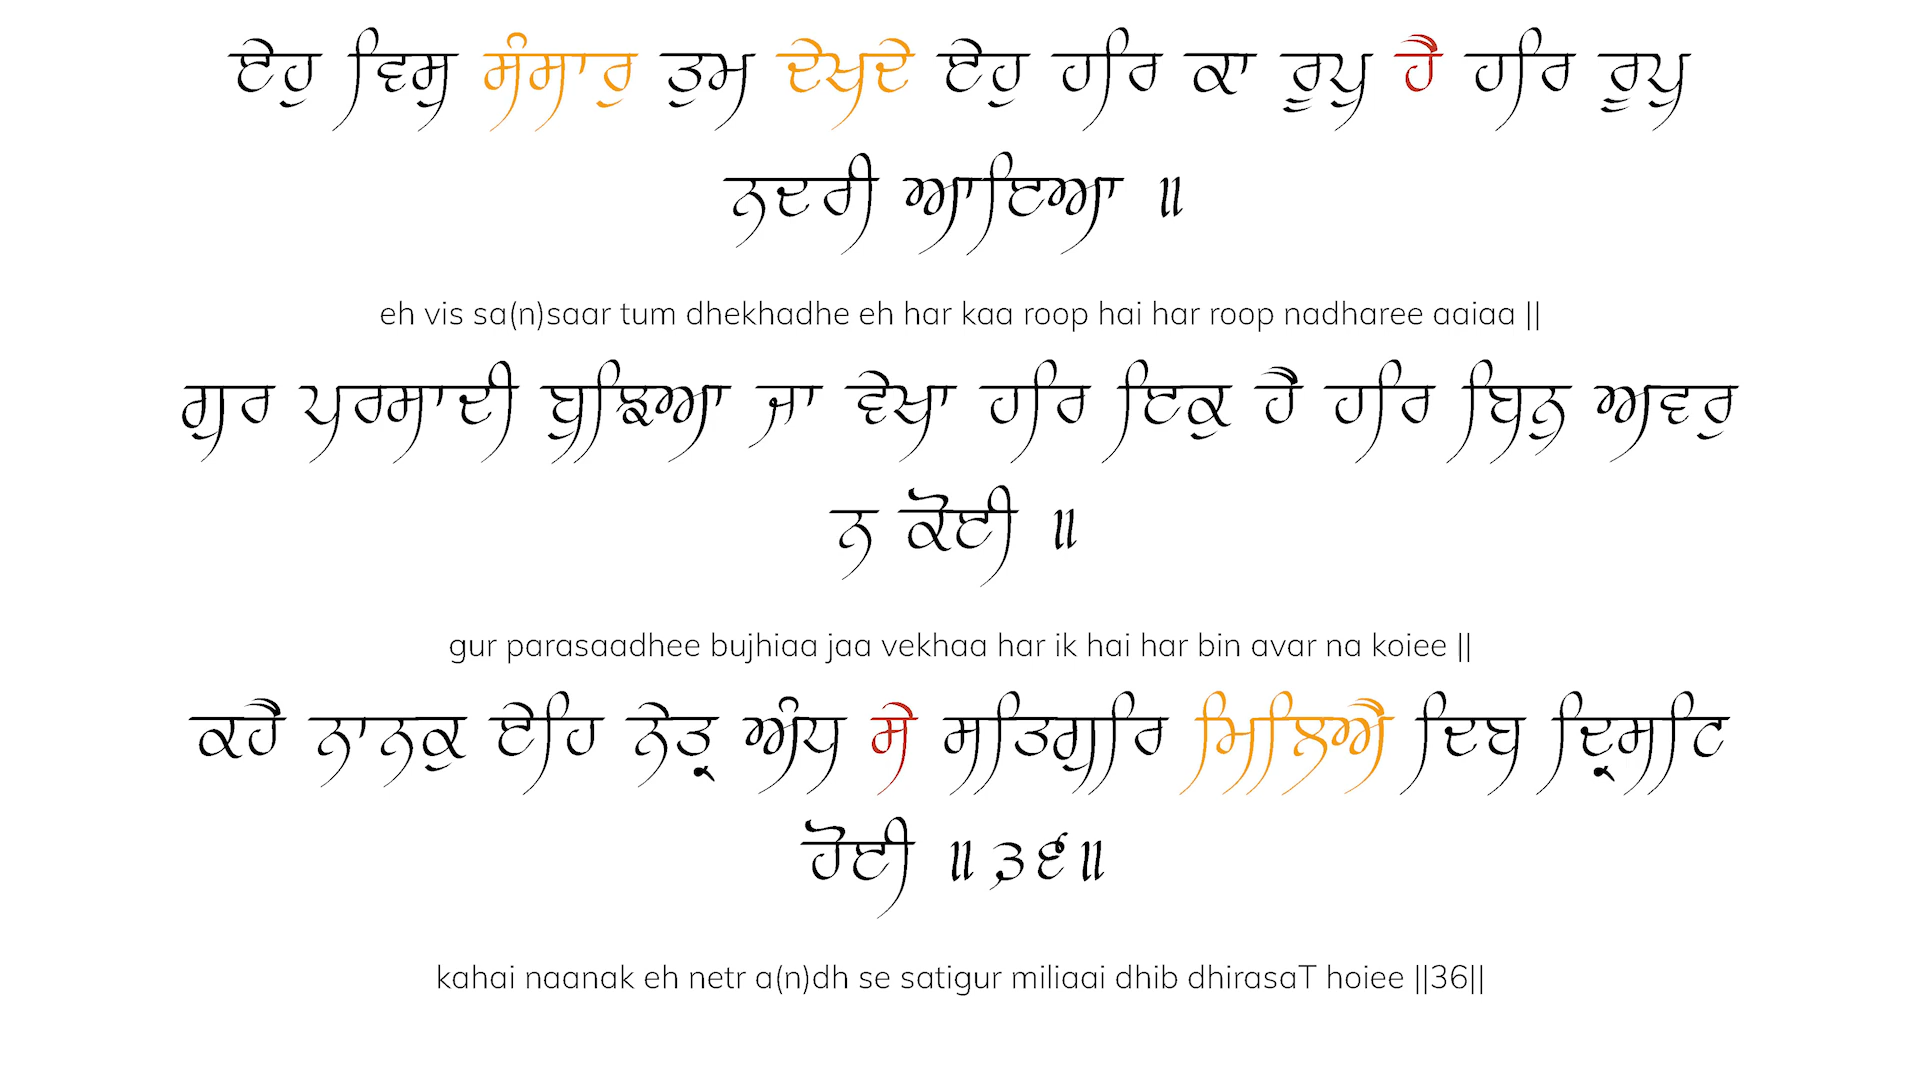 ਏਹੁ ਵਿਸੁ ਸੰਸਾਰੁ ਤੁਮ ਦੇਖਦੇ ਏਹੁ ਹਰਿ ਕਾ ਰੂਪੁ ਹੈ ਹਰਿ ਰੂਪੁ
ਨਦਰੀ ਆਇਆ ॥
eh vis sa(n)saar tum dhekhadhe eh har kaa roop hai har roop nadharee aaiaa ||
ਗੁਰ ਪਰਸਾਦੀ ਬੁਝਿਆ ਜਾ ਵੇਖਾ ਹਰਿ ਇਕੁ ਹੈ ਹਰਿ ਬਿਨੁ ਅਵਰੁ
ਨ ਕੋਈ ॥
gur parasaadhee bujhiaa jaa vekhaa har ik hai har bin avar na koiee ||
ਕਹੈ ਨਾਨਕੁ ਏਹਿ ਨੇਤ੍ਰ ਅੰਧ ਸੇ ਸਤਿਗੁਰਿ ਮਿਲਿਐ ਦਿਬ ਦ੍ਰਿਸਟਿ
ਹੋਈ ॥੩੬॥
kahai naanak eh netr a(n)dh se satigur miliaai dhib dhirasaT hoiee ||36||